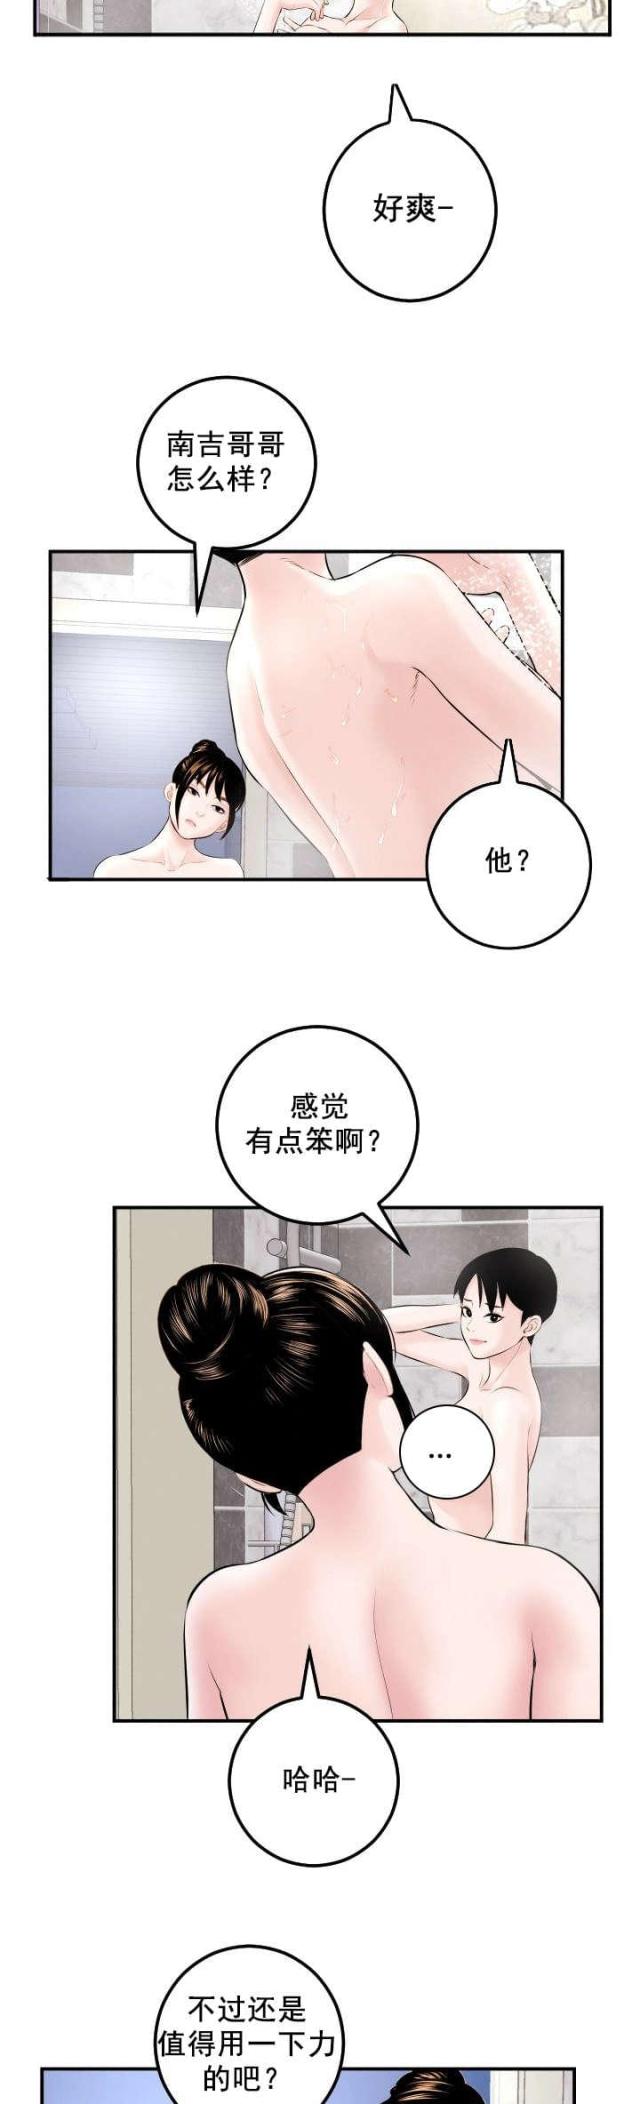 好爽-
南吉哥哥
怎么样?
他?
感觉
有点笨啊?
...
哈哈-
不过还是
值得用一下力
的吧?